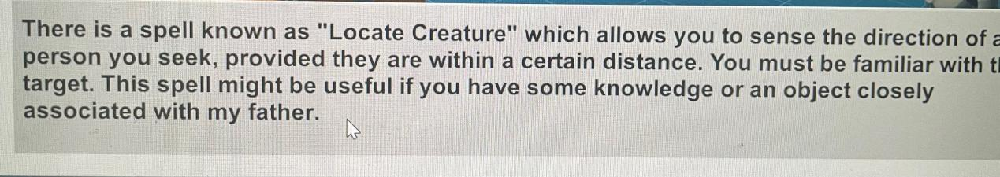 There is a spell known as "Locate Creature" which allows you to sense the direction of a
person you seek, provided they are within a certain distance. You must be familiar with
target. This spell might be useful if you have some knowledge or an object closely
associated with my father.